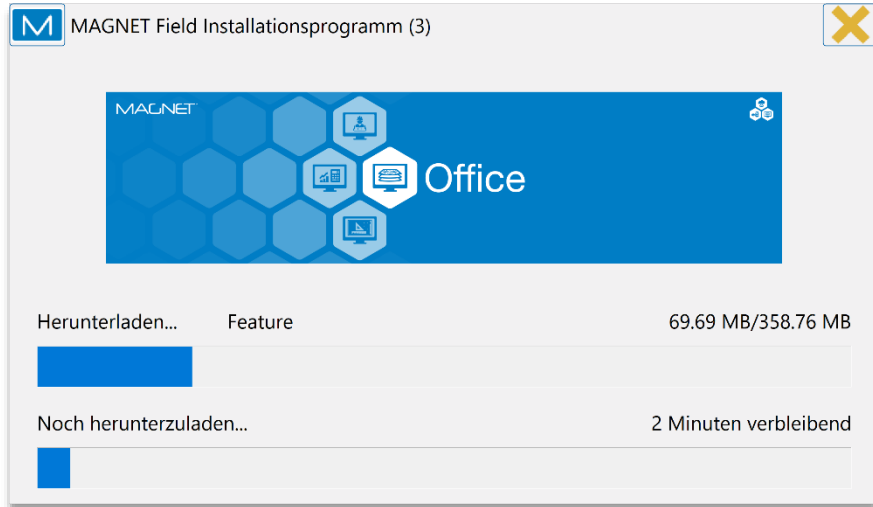 MAGNET Field Installationsprogramm (3)
MAGNET
Office
Herunterladen... Feature 69.69 MB/358.76 MB
Noch herunterzuladen... 2 Minuten verbleibend